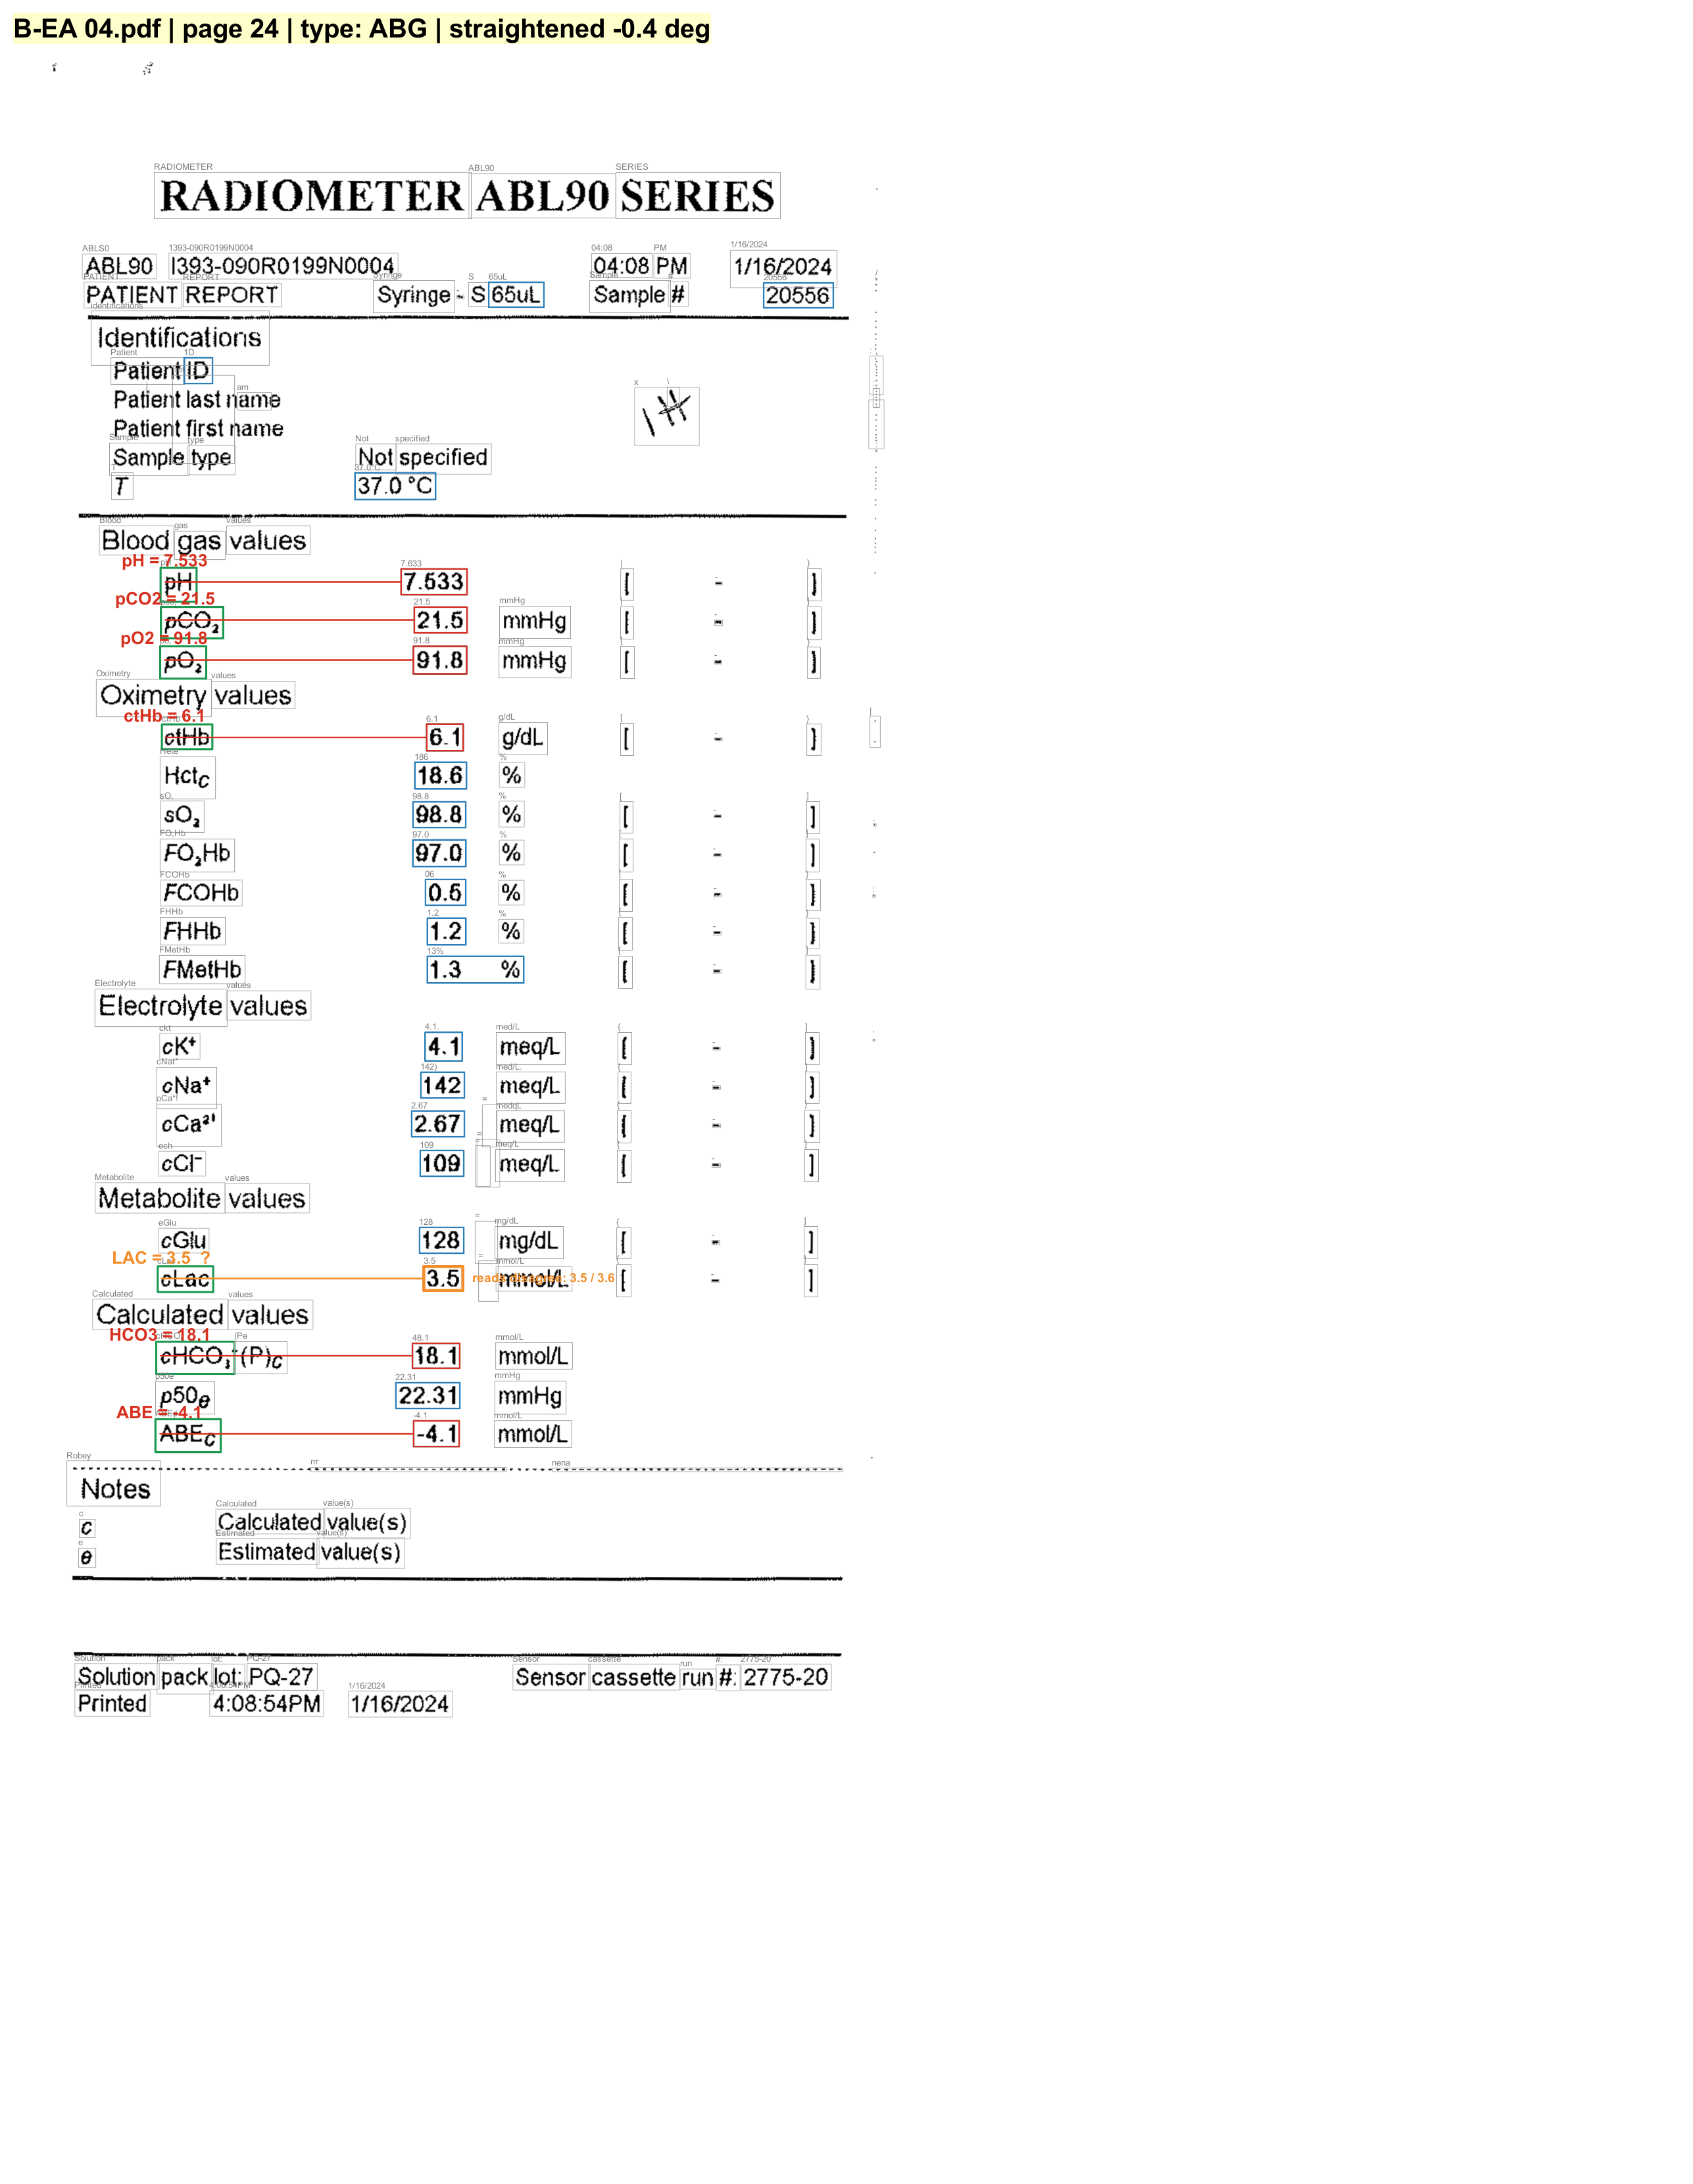 B-EA 04.pdf | page 24 | type: ABG | straightened -0.4 deg
RADIOMETER ABL90 SERIES
ABL90 I393-090R0199N0004 04:08 PM 1/16/2024
PATIENT REPORT Syringe - S 65uL Sample # 20556
Identifications
Patient ID
Patient last name
Patient first name
Sample type Not specified
T 37.0 °C
Blood gas values
pH = 7.533
pH 7.533 [ - ]
pCO2 = 21.5
pCO₂ 21.5 mmHg [ - ]
pO2 = 91.8
pO₂ 91.8 mmHg [ - ]
Oximetry values
ctHb = 6.1
ctHb 6.1 g/dL [ - ]
Hctc 18.6 %
sO₂ 98.8 % [ - ]
FO₂Hb 97.0 % [ - ]
FCOHb 0.5 % [ - ]
FHHb 1.2 % [ - ]
FMetHb 1.3 % [ - ]
Electrolyte values
cK⁺ 4.1 meq/L [ - ]
cNa⁺ 142 meq/L [ - ]
cCa²⁺ 2.67 meq/L [ - ]
cCl⁻ 109 meq/L [ - ]
Metabolite values
cGlu 128 mg/dL [ - ]
LAC = 3.5 ?
cLac 3.5 mmol/L [ - ]
reads disagree: 3.5 / 3.6
Calculated values
HCO3 = 18.1
cHCO₃⁻(P)c 18.1 mmol/L
p50e 22.31 mmHg
ABE = -4.1
ABEc -4.1 mmol/L
Notes
c Calculated value(s)
e Estimated value(s)
Solution pack lot: PQ-27 Sensor cassette run #: 2775-20
Printed 4:08:54PM 1/16/2024